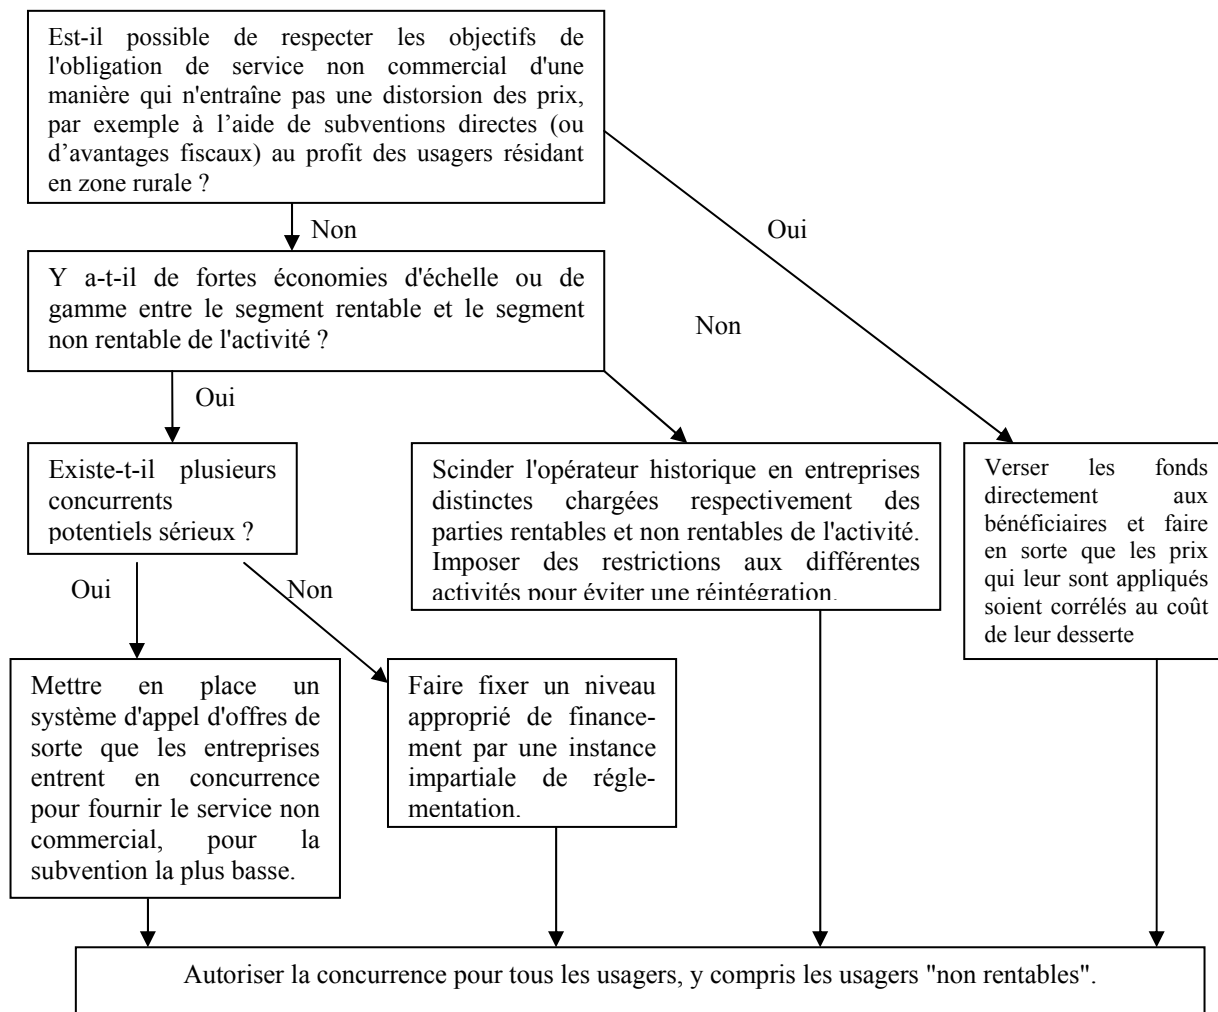 Est-il possible de respecter les objectifs de
l'obligation de service non commercial d'une
manière qui n'entraîne pas une distorsion des prix,
par exemple à l’aide de subventions directes (ou
d’avantages fiscaux) au profit des usagers résidant
en zone rurale ?
Non
Oui
Y a-t-il de fortes économies d'échelle ou de
gamme entre le segment rentable et le segment
non rentable de l'activité ?
Non
Oui
Existe-t-il plusieurs
concurrents
potentiels sérieux ?
Scinder l'opérateur historique en entreprises
distinctes chargées respectivement des
parties rentables et non rentables de l'activité.
Imposer des restrictions aux différentes
activités pour éviter une réintégration.
Verser les fonds
directement aux
bénéficiaires et faire
en sorte que les prix
qui leur sont appliqués
soient corrélés au coût
de leur desserte
Oui
Non
Mettre en place un
système d'appel d'offres de
sorte que les entreprises
entrent en concurrence
pour fournir le service non
commercial, pour la
subvention la plus basse.
Faire fixer un niveau
approprié de finance-
ment par une instance
impartiale de régle-
mentation.
Autoriser la concurrence pour tous les usagers, y compris les usagers "non rentables".